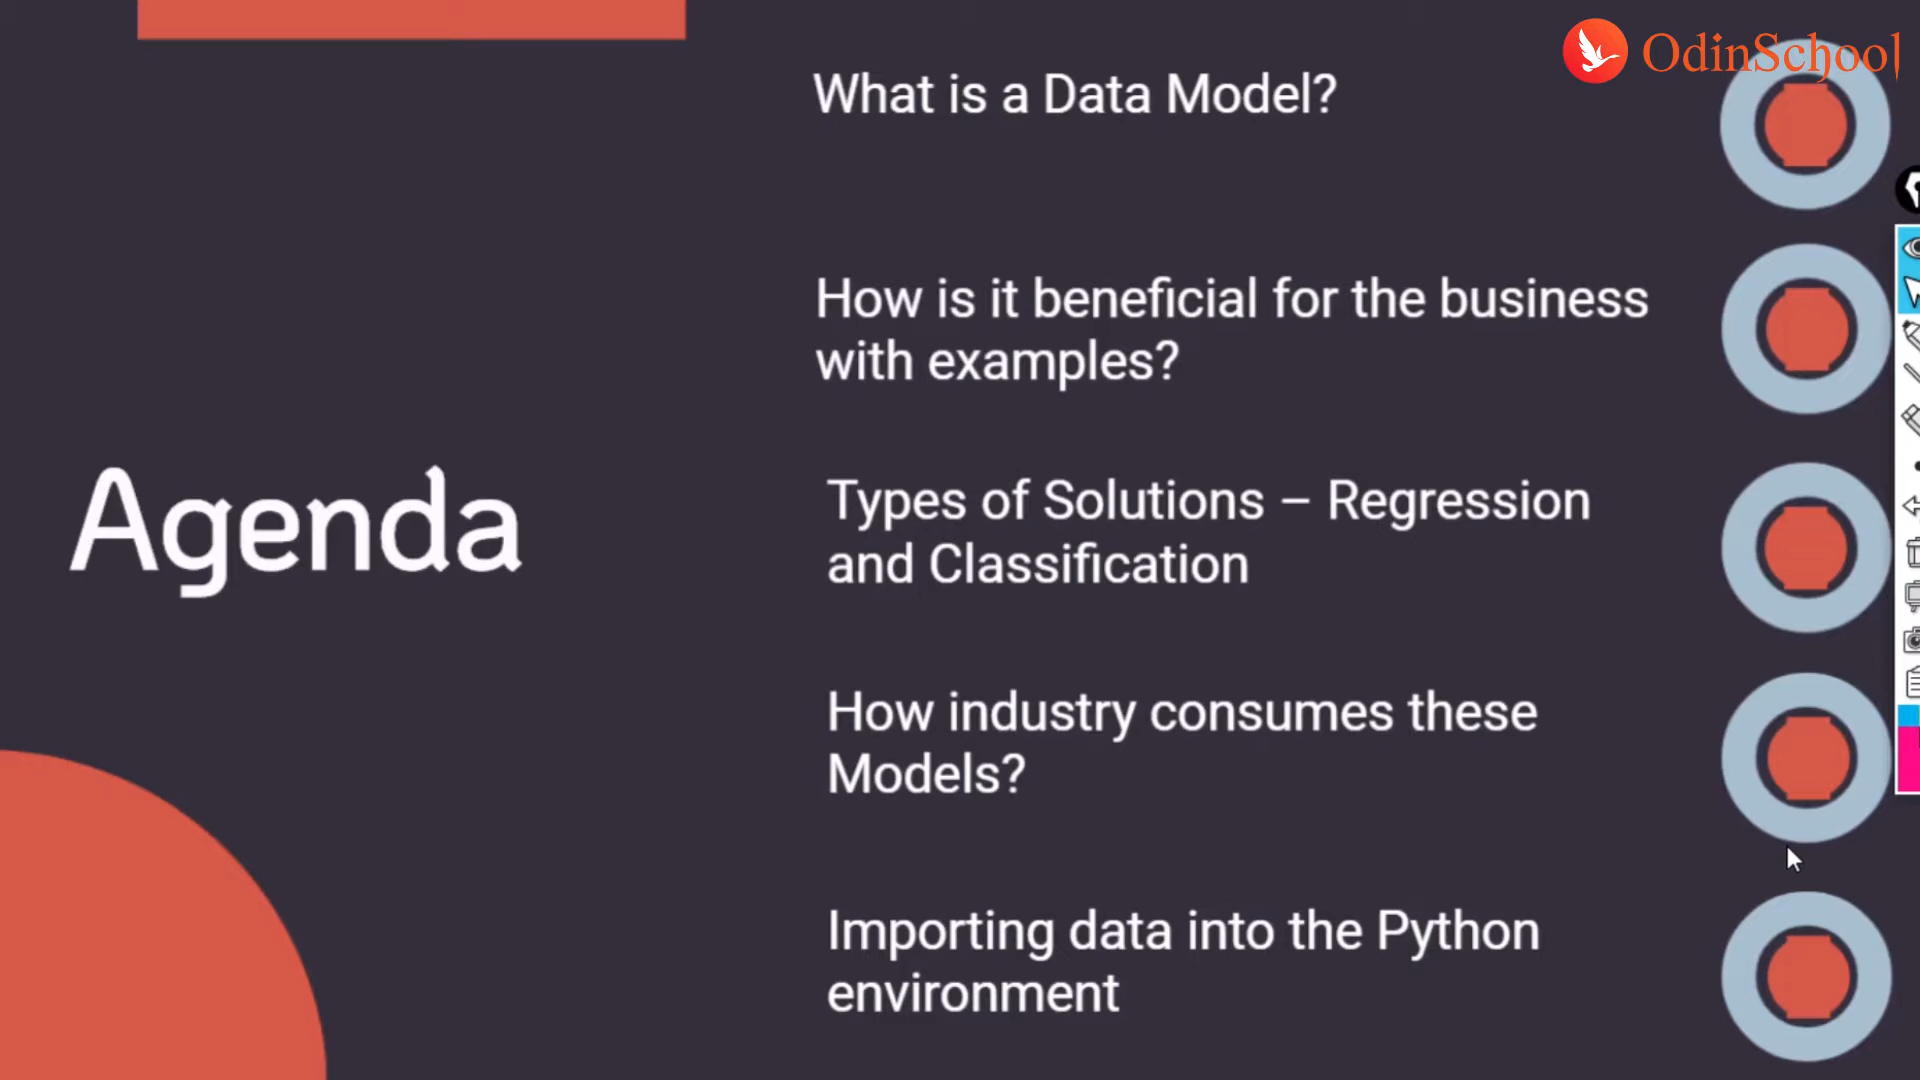 OdinSchool
What is a Data Model?
How is it beneficial for the business
with examples?
Agenda
Types of Solutions – Regression
and Classification
How industry consumes these
Models?
Importing data into the Python
environment